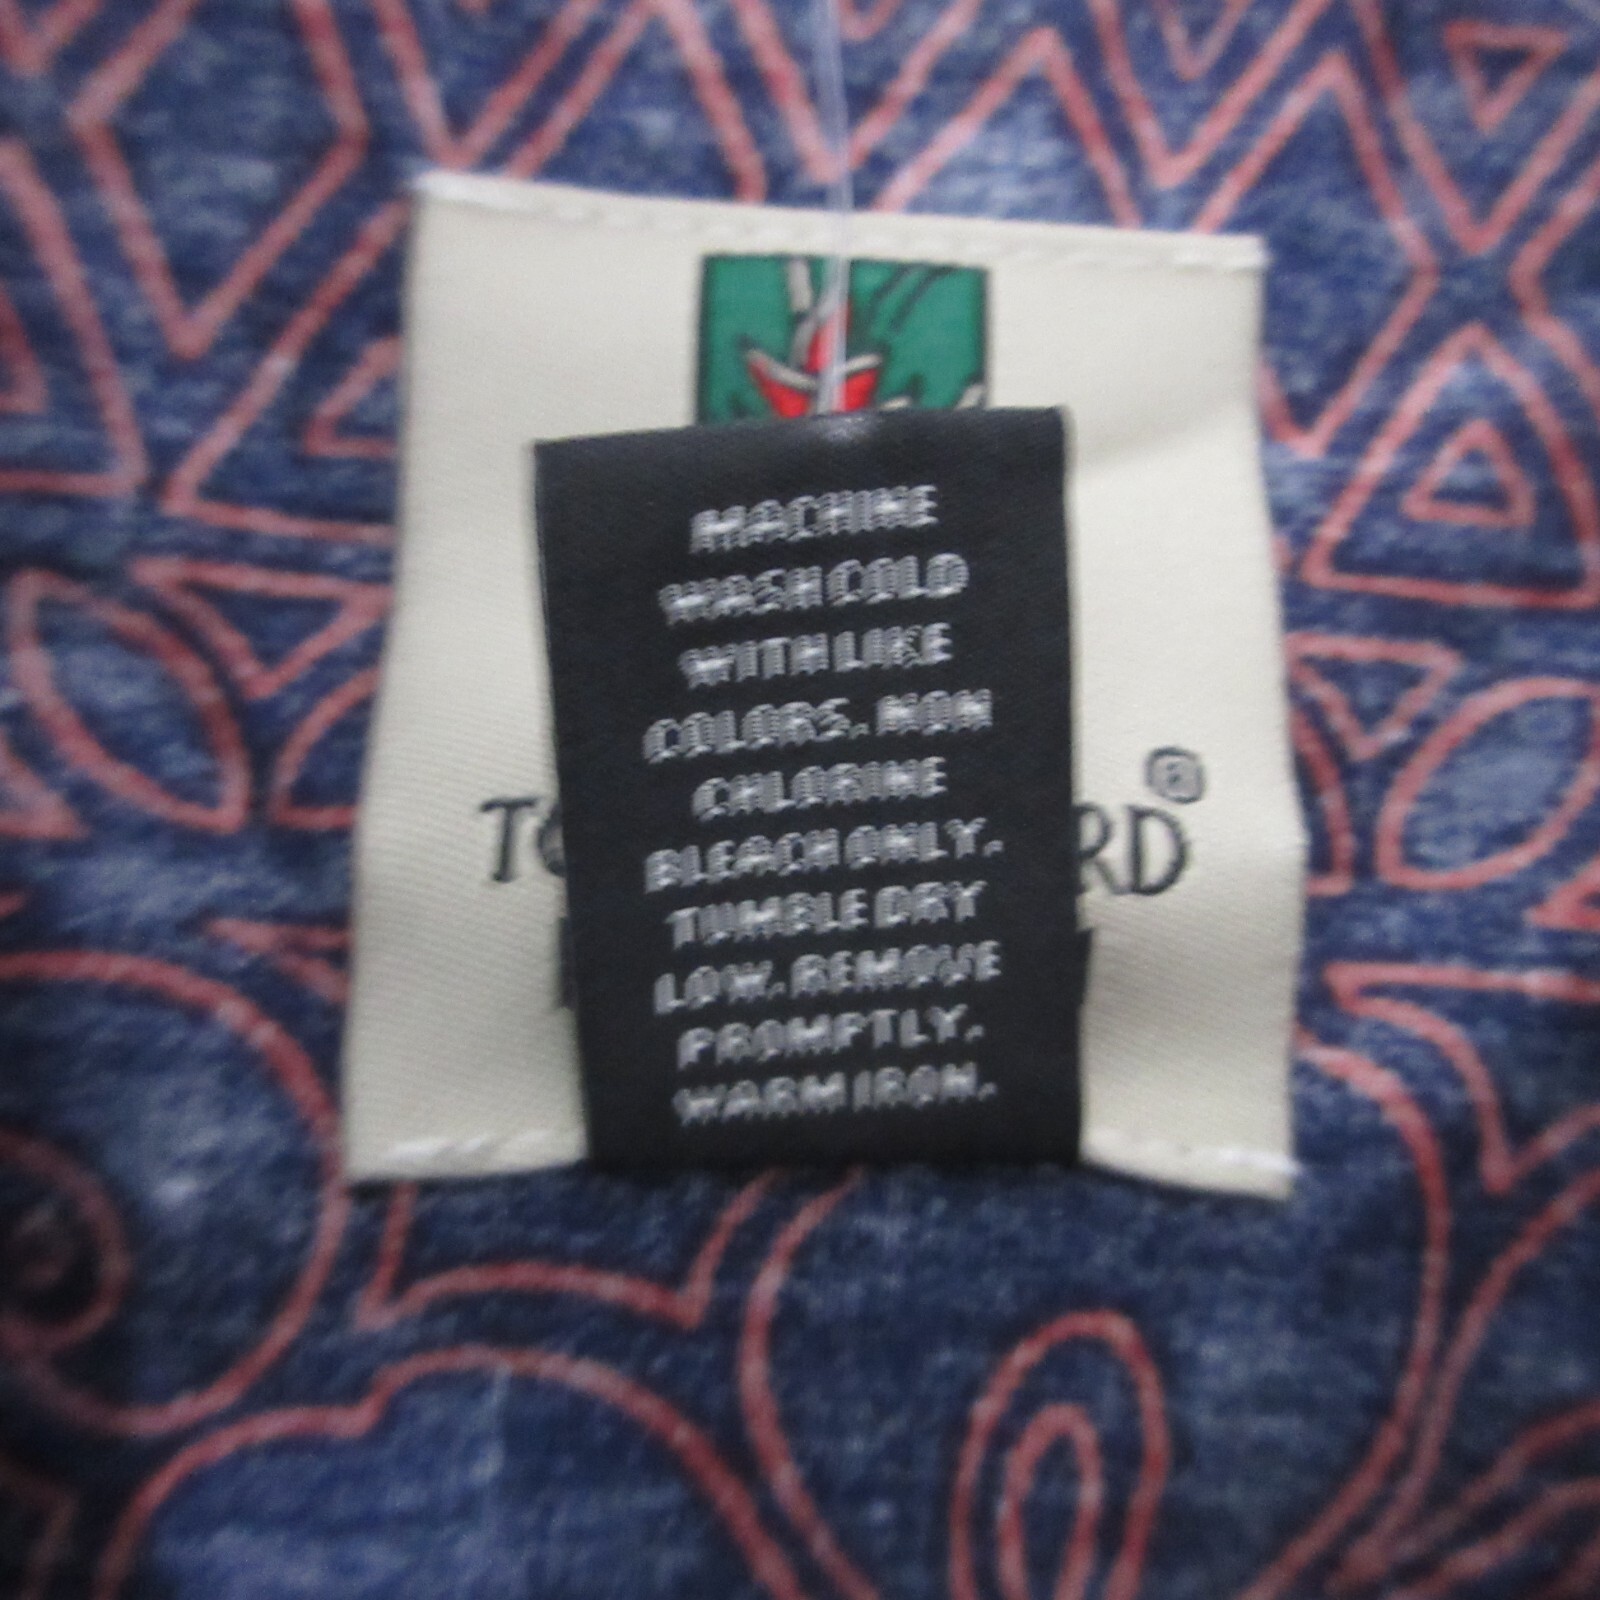 MACHINE
WASH COLD
WITH LIKE
COLORS. NON
CHLORINE
BLEACH ONLY.
TUMBLE DRY
LOW. REMOVE
PROMPTLY.
WARM IRON.